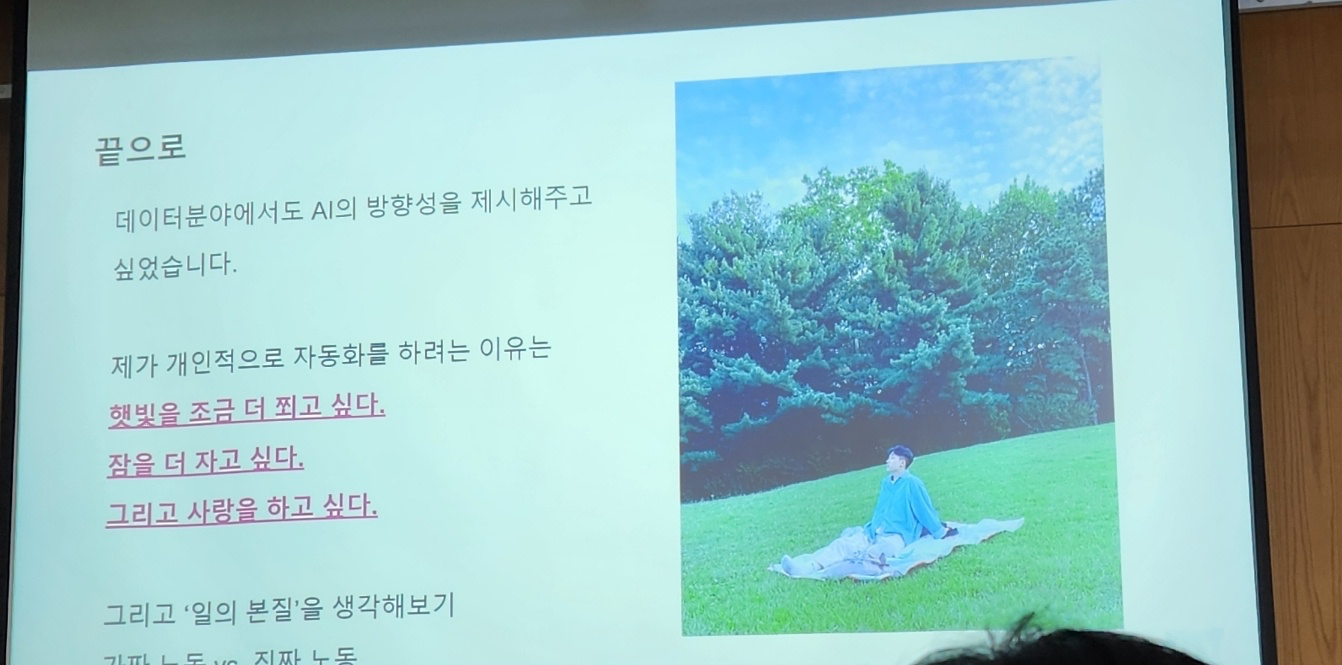 끝으로
데이터분야에서도 AI의 방향성을 제시해주고
싶었습니다.
제가 개인적으로 자동화를 하려는 이유는
햇빛을 조금 더 쬐고 싶다.
잠을 더 자고 싶다.
그리고 사랑을 하고 싶다.
그리고 ‘일의 본질’을 생각해보기
가짜 노동 vs. 진짜 노동